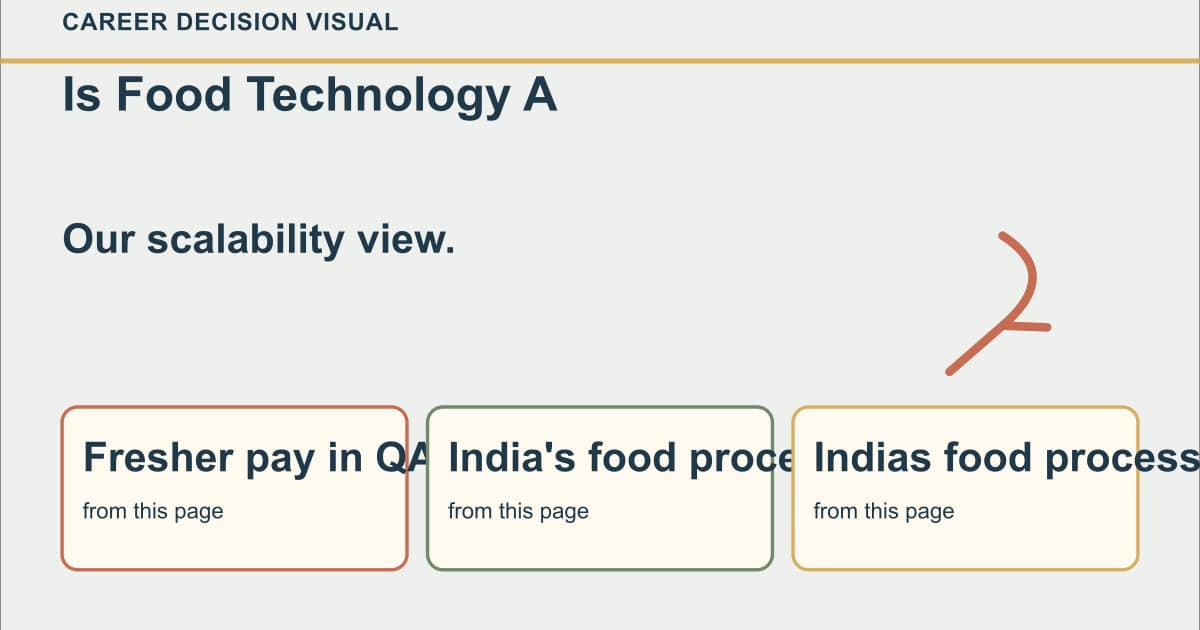 CAREER DECISION VISUAL
Is Food Technology A
Our scalability view.
Fresher pay in QA
from this page
India's food proce
from this page
Indias food process
from this page